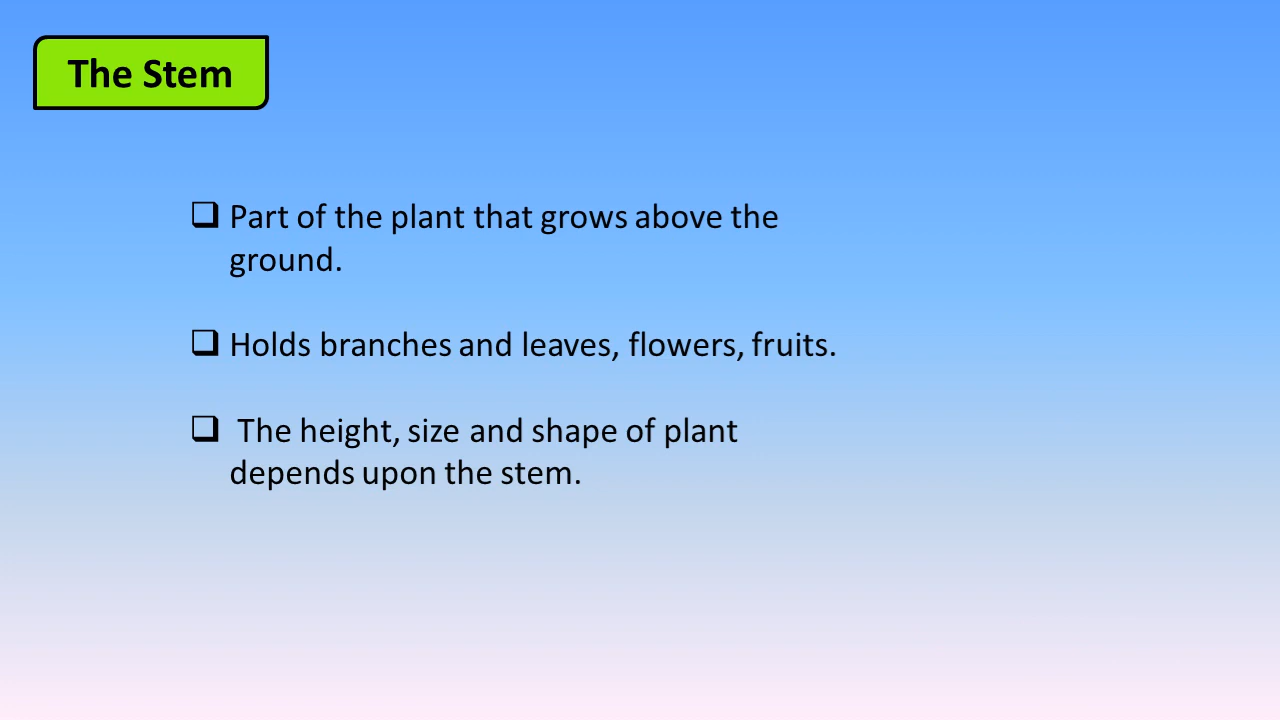 The Stem
Part of the plant that grows above the
ground.
Holds branches and leaves, flowers, fruits.
The height, size and shape of plant
depends upon the stem.